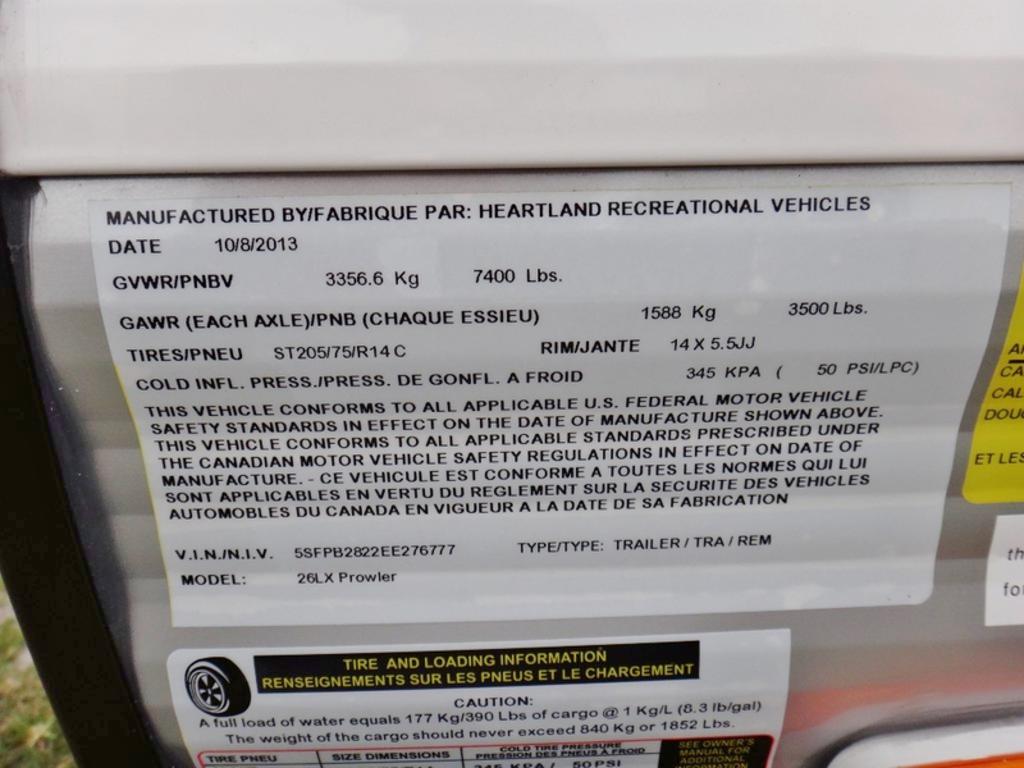 MANUFACTURED BY/FABRIQUE PAR: HEARTLAND RECREATIONAL VEHICLES
DATE 10/8/2013
GVWR/PNBV 3356.6 Kg 7400 Lbs.
GAWR (EACH AXLE)/PNB (CHAQUE ESSIEU) 1588 Kg 3500 Lbs.
TIRES/PNEU ST205/75/R14 C RIM/JANTE 14 X 5.5JJ
COLD INFL. PRESS./PRESS. DE GONFL. A FROID 345 KPA ( 50 PSI/LPC)
THIS VEHICLE CONFORMS TO ALL APPLICABLE U.S. FEDERAL MOTOR VEHICLE
SAFETY STANDARDS IN EFFECT ON THE DATE OF MANUFACTURE SHOWN ABOVE.
THIS VEHICLE CONFORMS TO ALL APPLICABLE STANDARDS PRESCRIBED UNDER
THE CANADIAN MOTOR VEHICLE SAFETY REGULATIONS IN EFFECT ON DATE OF
MANUFACTURE. - CE VEHICULE EST CONFORME A TOUTES LES NORMES QUI LUI
SONT APPLICABLES EN VERTU DU REGLEMENT SUR LA SECURITE DES VEHICLES
AUTOMOBILES DU CANADA EN VIGUEUR A LA DATE DE SA FABRICATION
V.I.N./N.I.V. 5SFPB2822EE276777 TYPE/TYPE: TRAILER / TRA / REM
MODEL: 26LX Prowler
TIRE AND LOADING INFORMATION
RENSEIGNEMENTS SUR LES PNEUS ET LE CHARGEMENT
CAUTION:
A full load of water equals 177 Kg/390 Lbs of cargo @ 1 Kg/L (8.3 lb/gal)
The weight of the cargo should never exceed 840 Kg or 1852 Lbs.
TIRE PNEU SIZE DIMENSIONS COLD TIRE PRESSURE
PRESSION DES PNEUS A FROID
345 KPA / 50 PSI
SEE OWNER'S
MANUAL FOR
ADDITIONAL
INFORMATION
CA
CAL
DOUC
ET LES
th
for